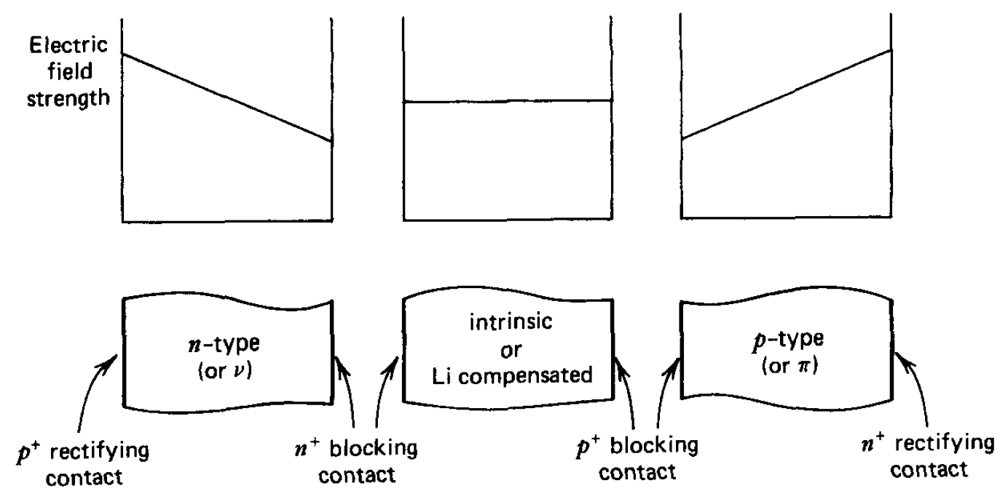 Electric
field
strength
n-type
(or ν)
intrinsic
or
Li compensated
p-type
(or π)
p+ rectifying
contact
n+ blocking
contact
p+ blocking
contact
n+ rectifying
contact